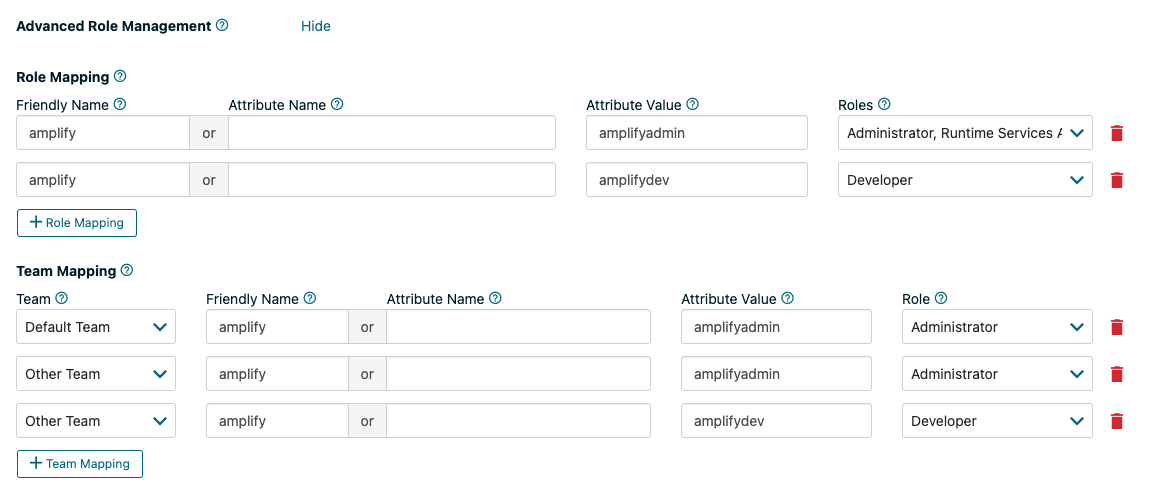 Advanced Role Management Hide
Role Mapping
Friendly Name Attribute Name Attribute Value Roles
amplify or amplifyadmin Administrator, Runtime Services A
amplify or amplifydev Developer
+ Role Mapping
Team Mapping
Team Friendly Name Attribute Name Attribute Value Role
Default Team amplify or amplifyadmin Administrator
Other Team amplify or amplifyadmin Administrator
Other Team amplify or amplifydev Developer
+ Team Mapping